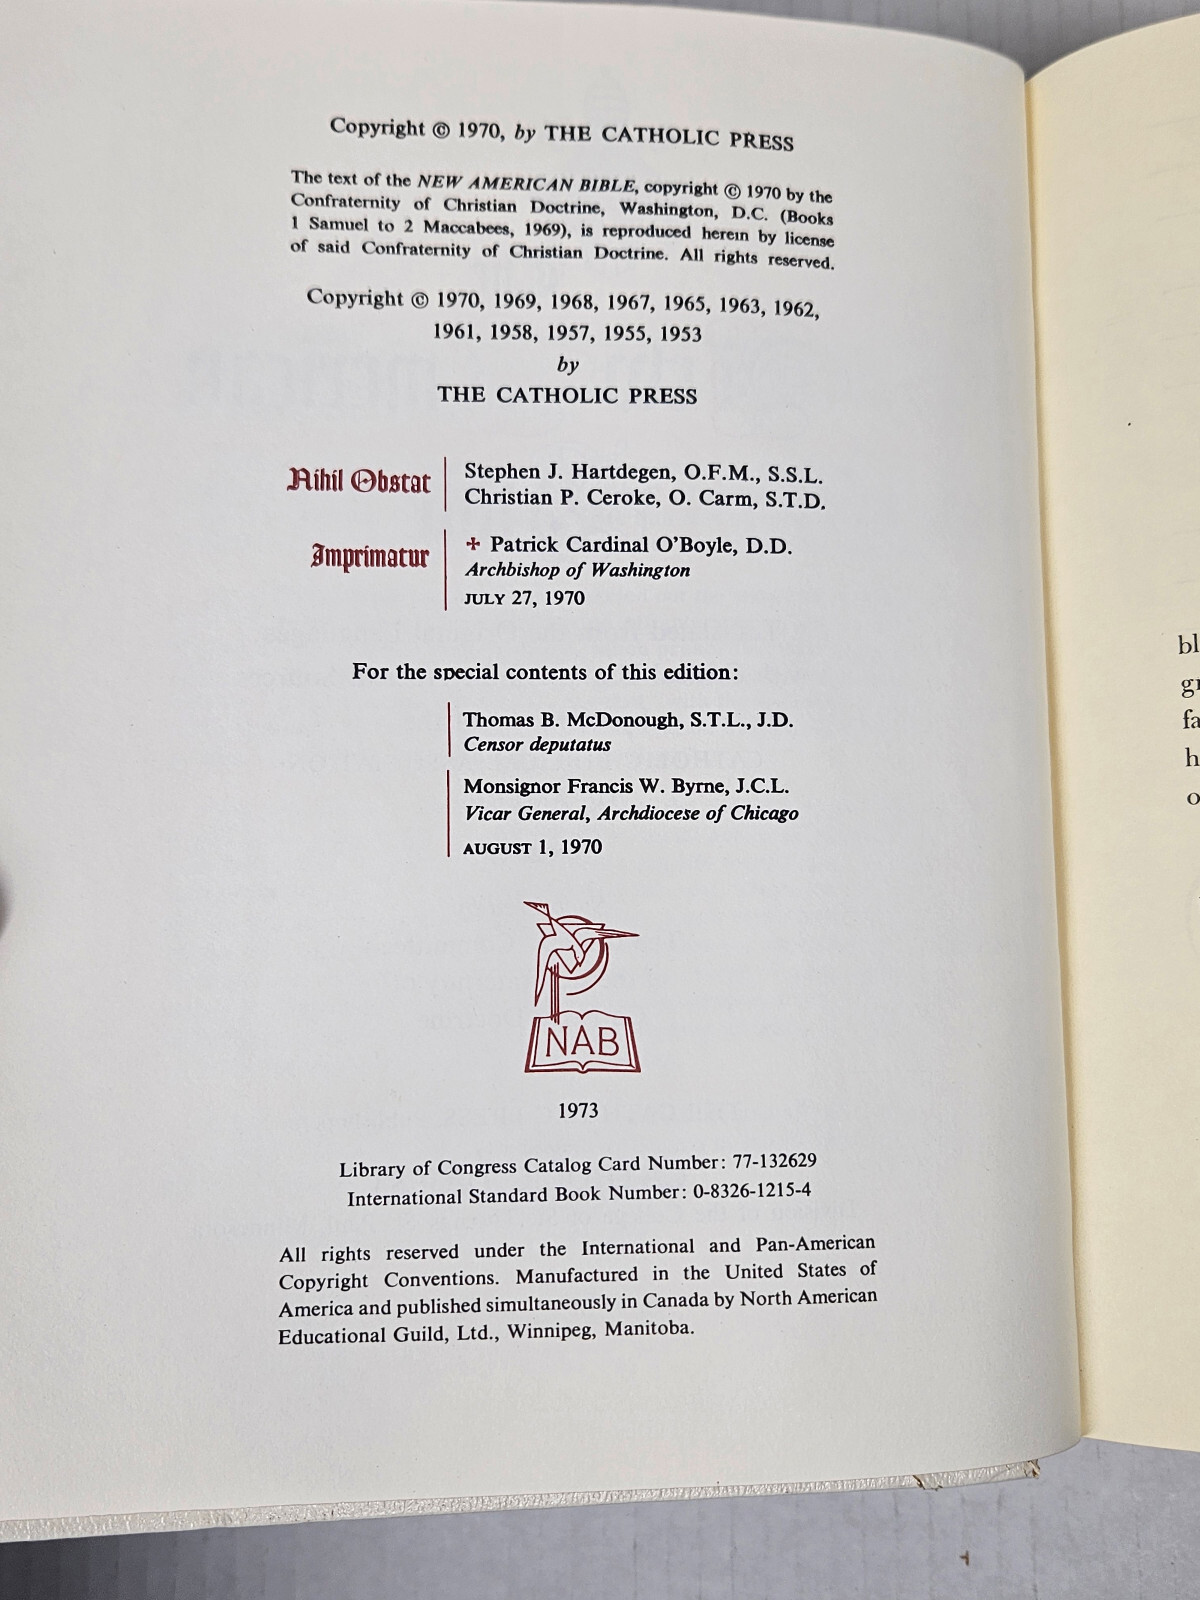 Copyright © 1970, by THE CATHOLIC PRESS
The text of the NEW AMERICAN BIBLE, copyright © 1970 by the
Confraternity of Christian Doctrine, Washington, D.C. (Books
1 Samuel to 2 Maccabees, 1969), is reproduced herein by license
of said Confraternity of Christian Doctrine. All rights reserved.
Copyright © 1970, 1969, 1968, 1967, 1965, 1963, 1962,
1961, 1958, 1957, 1955, 1953
by
THE CATHOLIC PRESS
Nihil Obstat
Stephen J. Hartdegen, O.F.M., S.S.L.
Christian P. Ceroke, O. Carm, S.T.D.
Imprimatur
✢ Patrick Cardinal O'Boyle, D.D.
Archbishop of Washington
JULY 27, 1970
For the special contents of this edition:
Thomas B. McDonough, S.T.L., J.D.
Censor deputatus
Monsignor Francis W. Byrne, J.C.L.
Vicar General, Archdiocese of Chicago
AUGUST 1, 1970
NAB
1973
Library of Congress Catalog Card Number: 77-132629
International Standard Book Number: 0-8326-1215-4
All rights reserved under the International and Pan-American
Copyright Conventions. Manufactured in the United States of
America and published simultaneously in Canada by North American
Educational Guild, Ltd., Winnipeg, Manitoba.